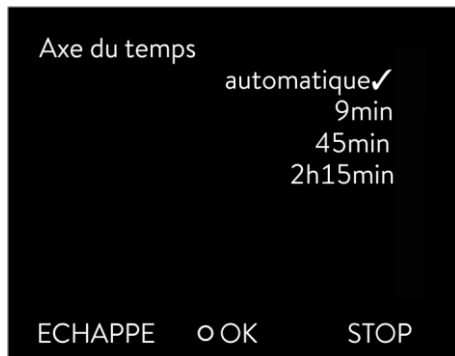 Axe du temps
automatique✓
9min
45min
2h15min
ECHAPPE OK STOP